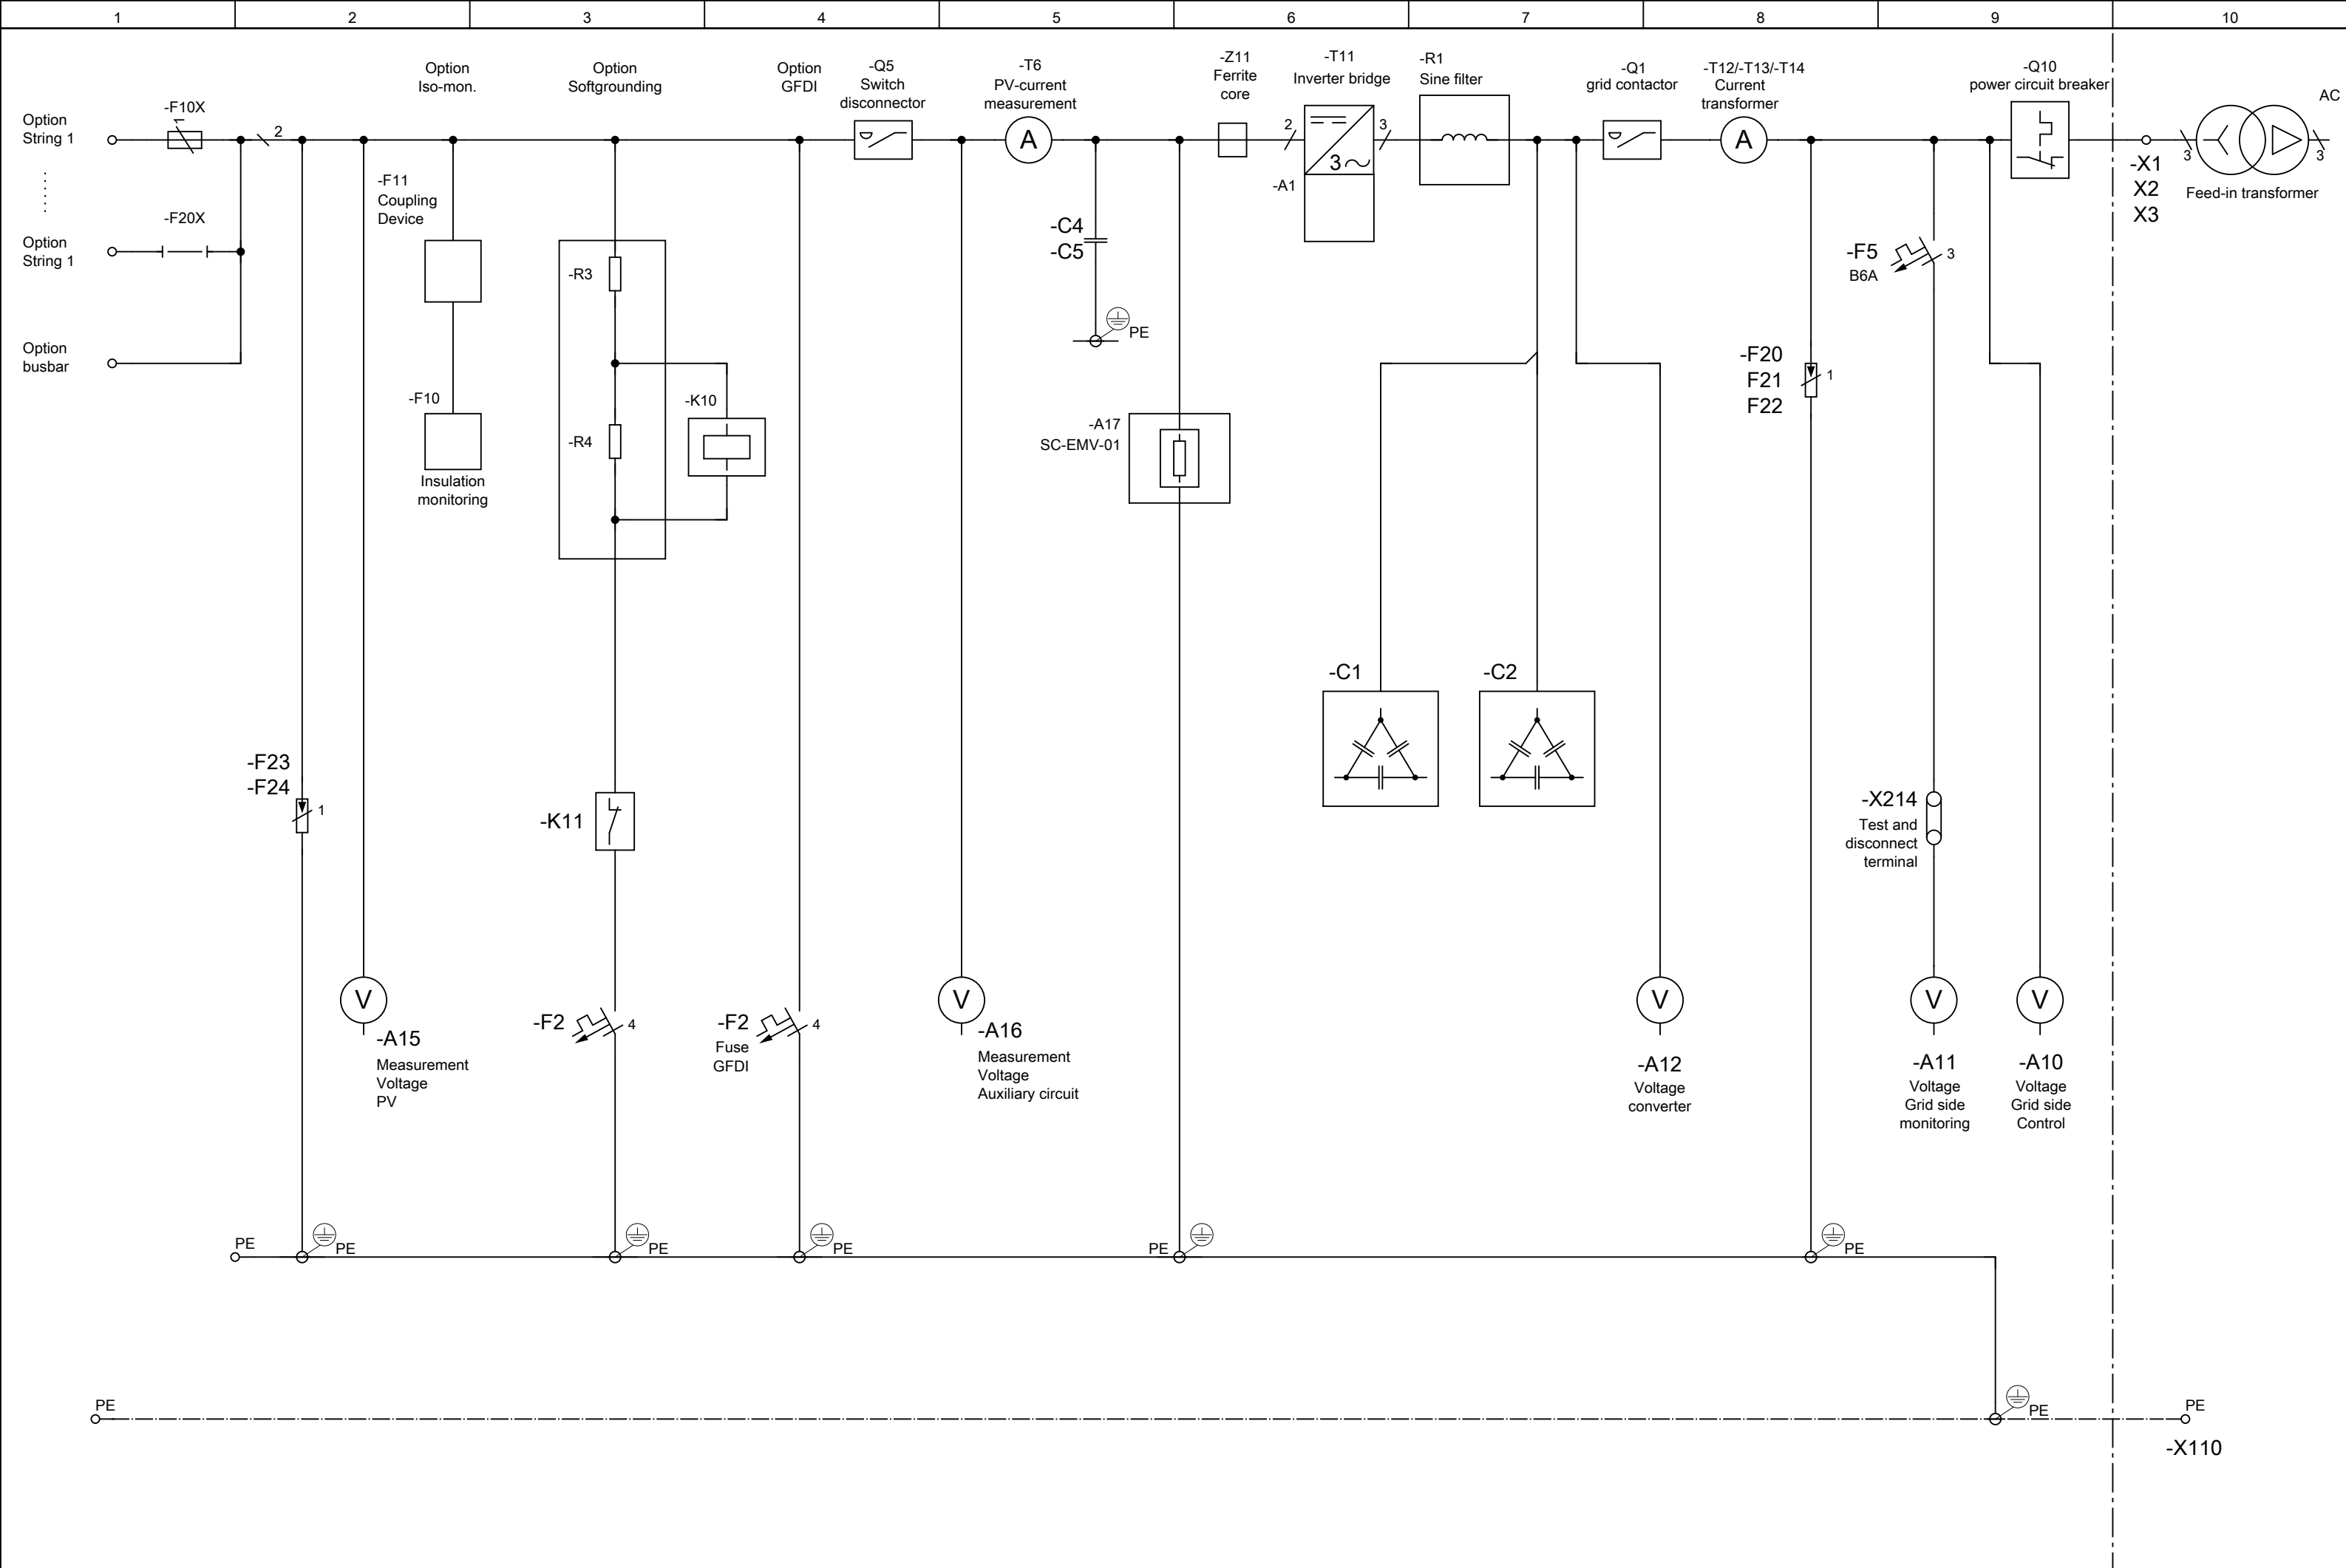 1 2 3 4 5 6 7 8 9 10
Option
String 1
-F10X
1
-F20X
Option
String 1
Option
busbar
2
Option
Iso-mon.
-F11
Coupling
Device
-F10
Insulation
monitoring
-F23
-F24
1
V
-A15
Measurement
Voltage
PV
Option
Softgrounding
-R3
-R4
-K10
-K11
-F2
4
Option
GFDI
-F2
4
Fuse
GFDI
-Q5
Switch
disconnector
V
-A16
Measurement
Voltage
Auxiliary circuit
-T6
PV-current
measurement
A
-C4
-C5
PE
-A17
SC-EMV-01
-Z11
Ferrite
core
-T11
Inverter bridge
2
3
3
-A1
-R1
Sine filter
-C1
-C2
-Q1
grid contactor
V
-A12
Voltage
converter
-T12/-T13/-T14
Current
transformer
A
-F20
F21
F22
1
-F5
B6A
3
-X214
Test and
disconnect
terminal
V
-A11
Voltage
Grid side
monitoring
-Q10
power circuit breaker
V
-A10
Voltage
Grid side
Control
-X1
X2
X3
3
3
AC
Feed-in transformer
PE
PE
PE
PE
PE
PE
PE
PE
PE
-X110